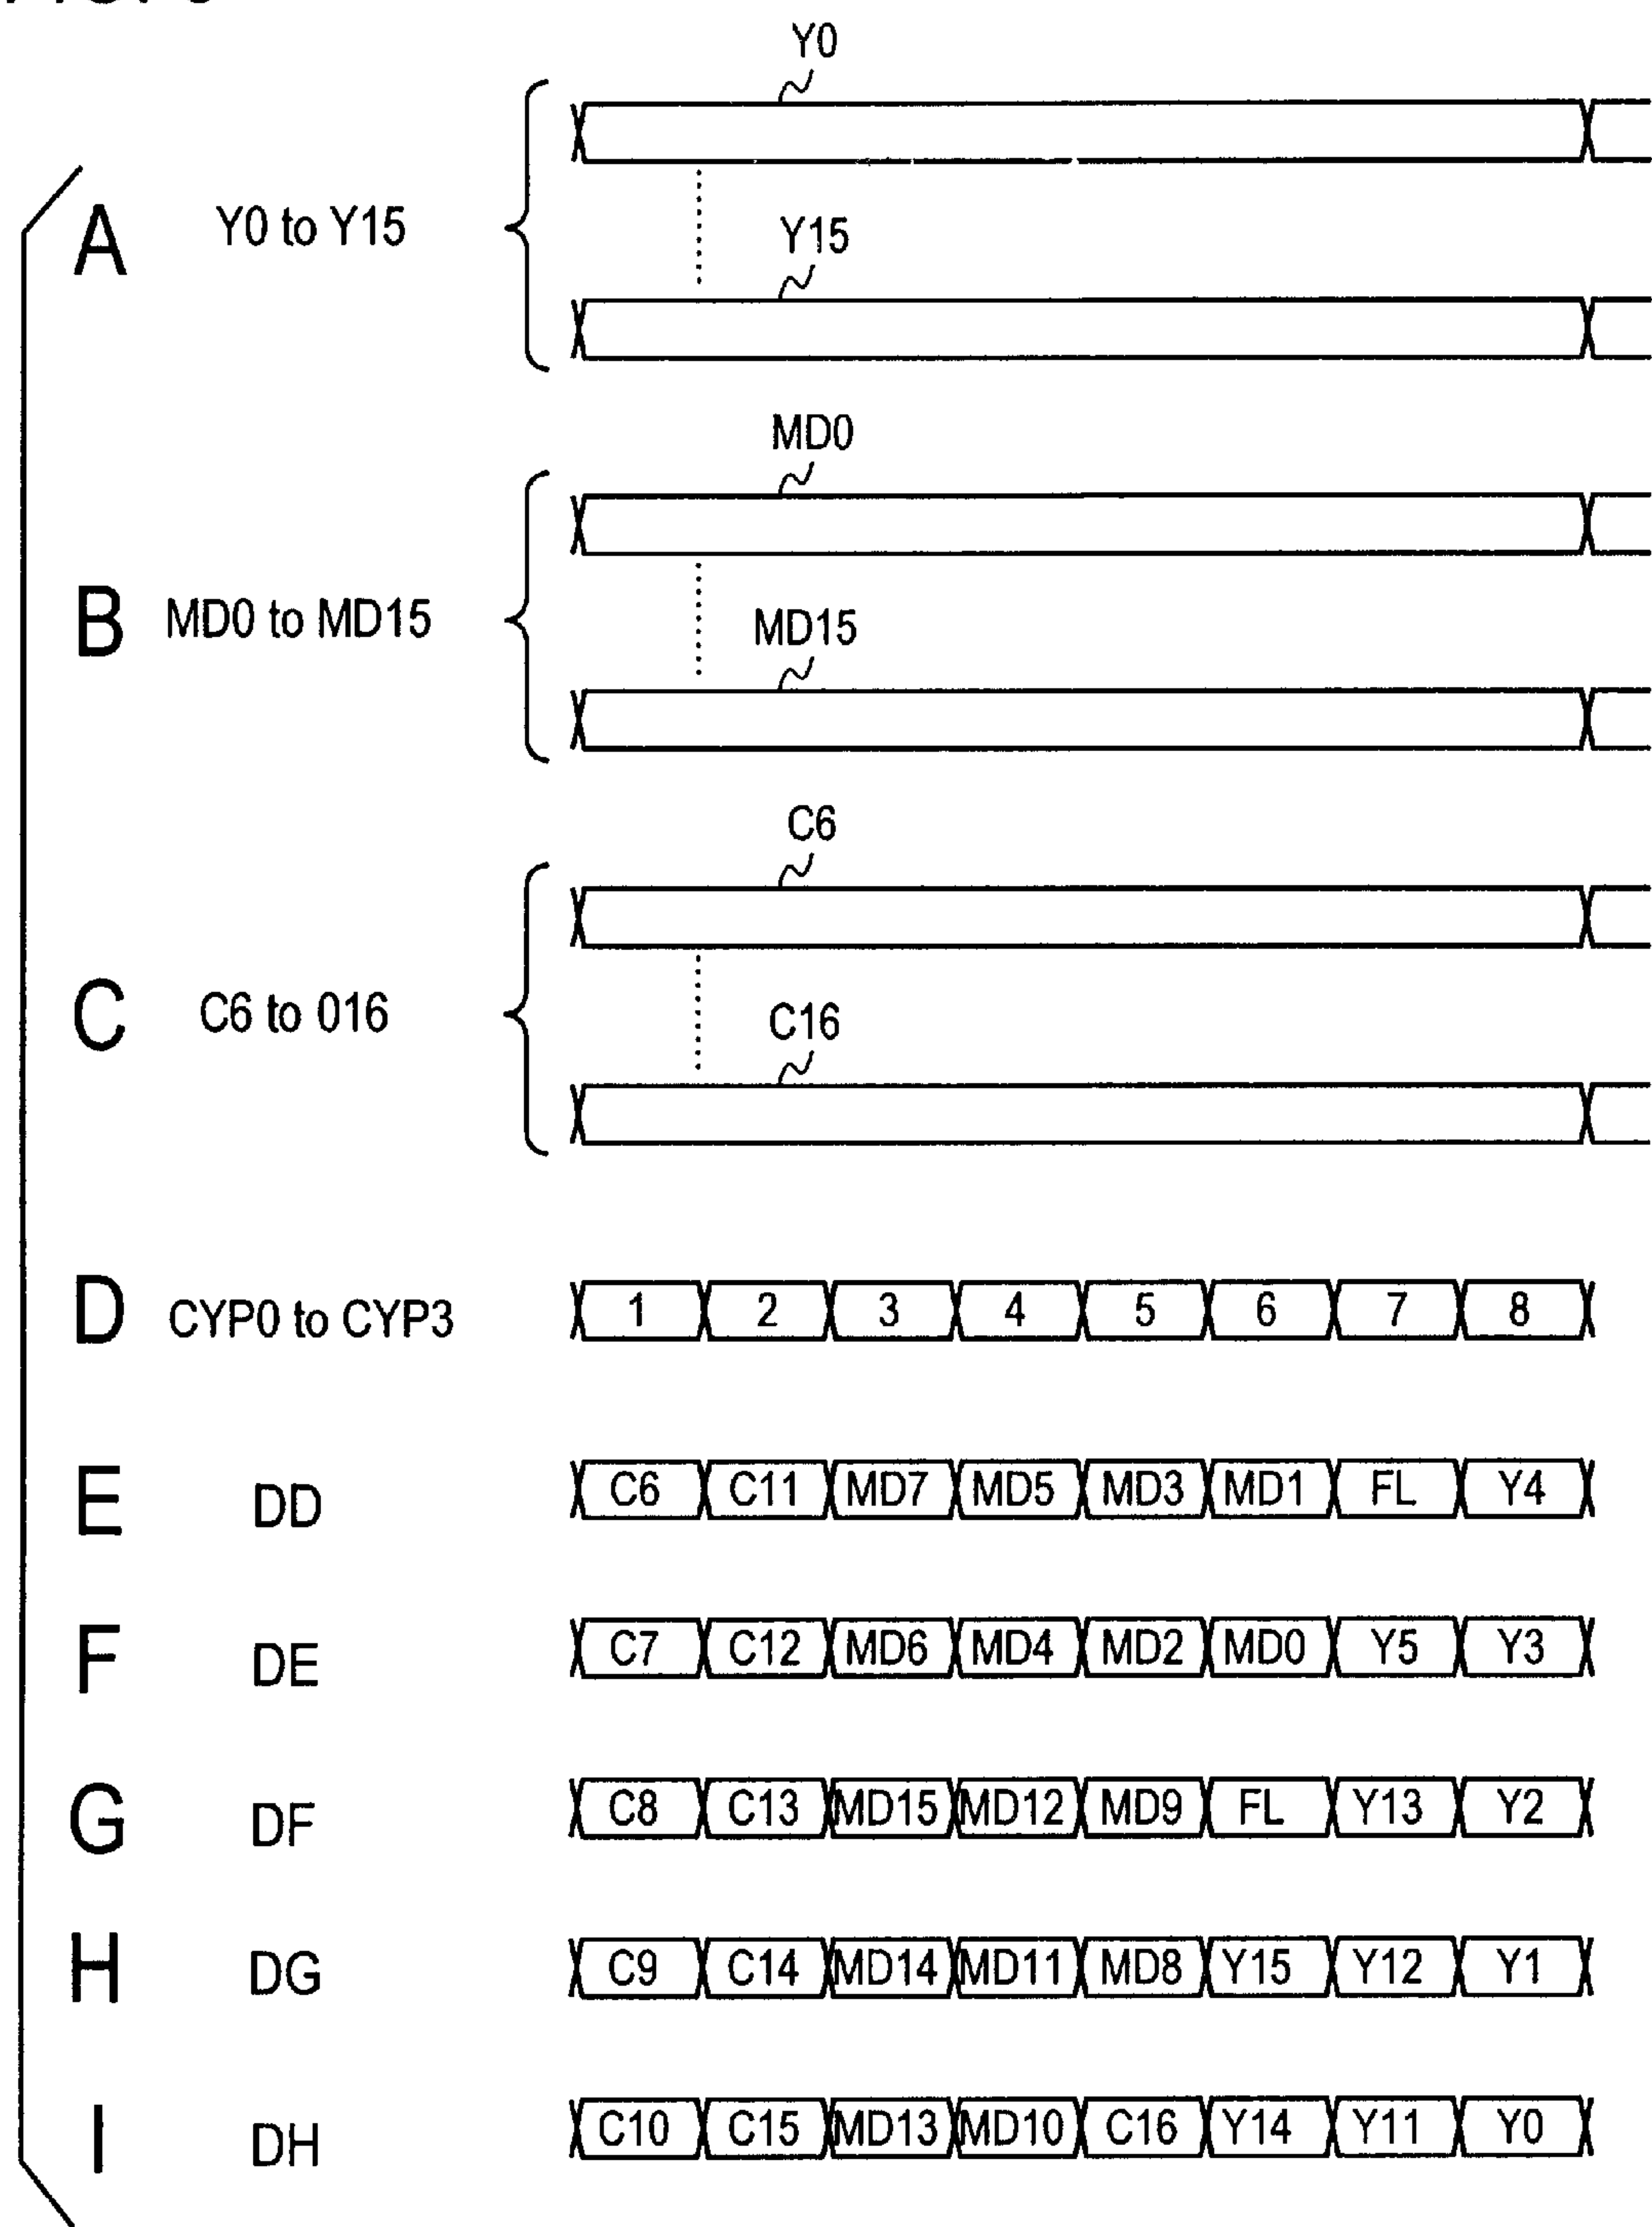 Y0
A Y0 to Y15
Y15
MD0
B MD0 to MD15
MD15
C6
C C6 to 016
C16
D CYP0 to CYP3 1 2 3 4 5 6 7 8
E DD C6 C11 MD7 MD5 MD3 MD1 FL Y4
F DE C7 C12 MD6 MD4 MD2 MD0 Y5 Y3
G DF C8 C13 MD15 MD12 MD9 FL Y13 Y2
H DG C9 C14 MD14 MD11 MD8 Y15 Y12 Y1
I DH C10 C15 MD13 MD10 C16 Y14 Y11 Y0